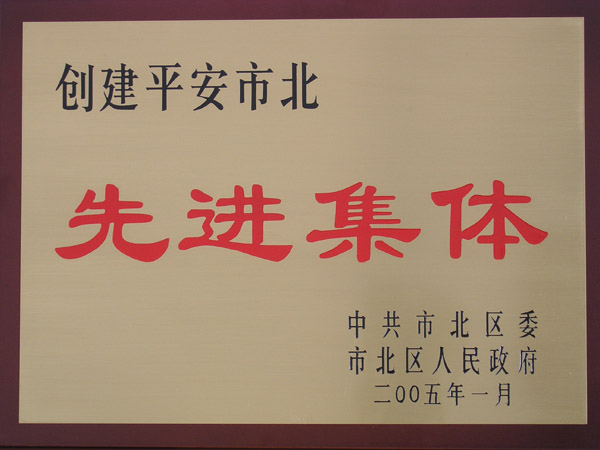 创建平安市北
先进集体
中共市北区委
市北区人民政府
二00五年一月